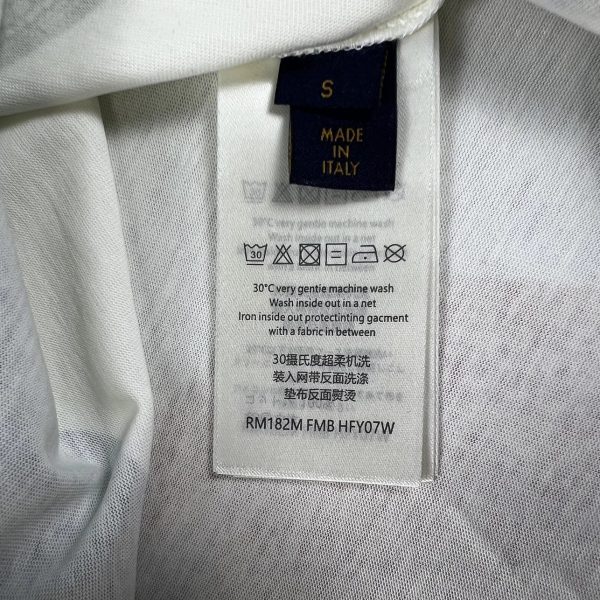 S
MADE
IN
ITALY
30
30°C very gentle machine wash
Wash inside out in a net
Iron inside out protectinting gacment
with a fabric in between
30摄氏度超柔机洗
装入网带反面洗涤
垫布反面熨烫
RM182M FMB HFY07W